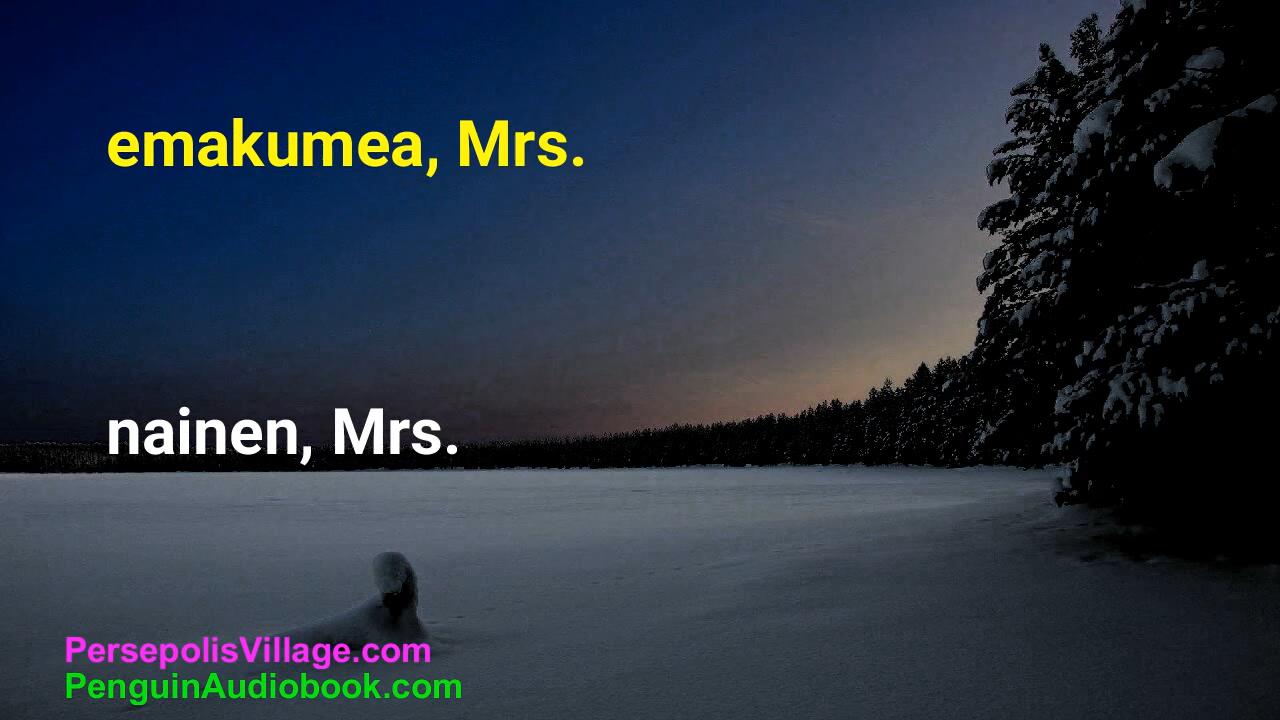 emakumea, Mrs.
nainen, Mrs.
PersepolisVillage.com
PenguinAudiobook.com